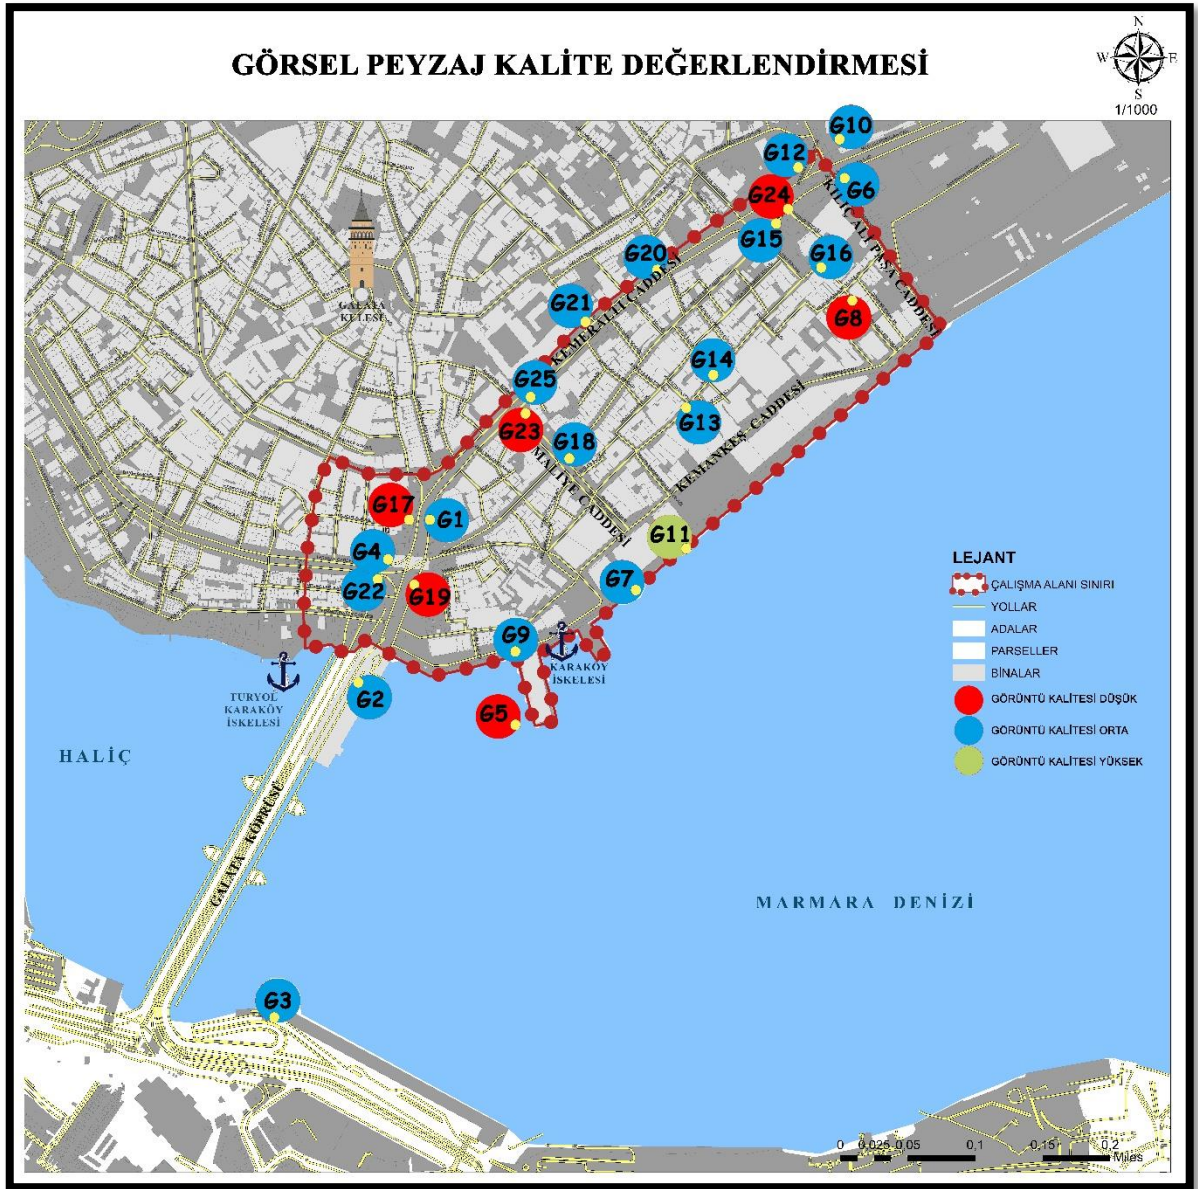 GÖRSEL PEYZAJ KALİTE DEĞERLENDİRMESİ
N
W
E
S
1/1000
G10
G12
G6
G24
KILIÇ ALİ PAŞA CADDESİ
G15
G16
G20
G21
KEMERALTI CADDESİ
G8
GALATA
KULESİ
G14
G25
G13
G23
G18
KEMANKEŞ CADDESİ
MALİYE CADDESİ
G17
G1
G11
G4
G22
G19
G7
G9
KARAKÖY
İSKELESİ
TURYOL
KARAKÖY
İSKELESİ
G2
G5
HALİÇ
GALATA KÖPRÜSÜ
MARMARA DENİZİ
G3
LEJANT
ÇALIŞMA ALANI SINIRI
YOLLAR
ADALAR
PARSELLER
BİNALAR
GÖRÜNTÜ KALİTESİ DÜŞÜK
GÖRÜNTÜ KALİTESİ ORTA
GÖRÜNTÜ KALİTESİ YÜKSEK
0 0,025 0,05 0,1 0,15 0,2
Miles